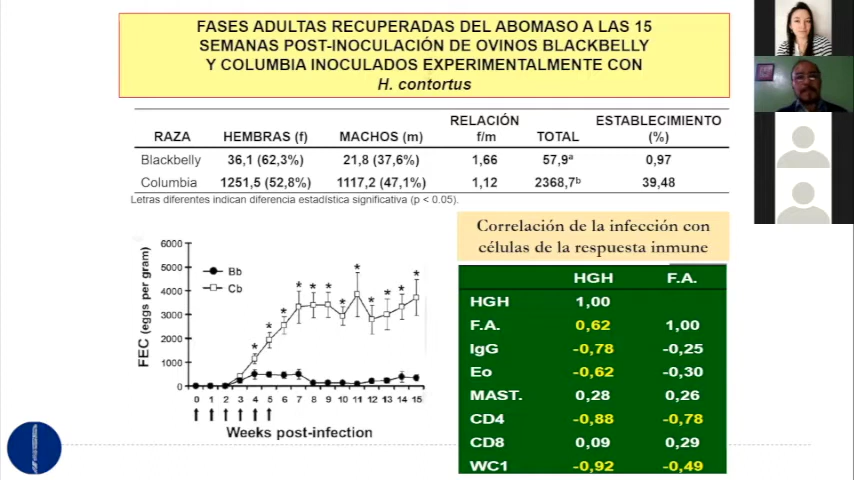 FASES ADULTAS RECUPERADAS DEL ABOMASO A LAS 15
SEMANAS POST-INOCULACIÓN DE OVINOS BLACKBELLY
Y COLUMBIA INOCULADOS EXPERIMENTALMENTE CON
H. contortus
RAZA HEMBRAS (f) MACHOS (m) RELACIÓN f/m TOTAL ESTABLECIMIENTO (%)
Blackbelly 36,1 (62,3%) 21,8 (37,6%) 1,66 57,9ᵃ 0,97
Columbia 1251,5 (52,8%) 1117,2 (47,1%) 1,12 2368,7ᵇ 39,48
Letras diferentes indican diferencia estadística significativa (p < 0.05).
FEC (eggs per gram)
6000
5000
4000
3000
2000
1000
0
Bb
Cb
* * * * * * * * * * * *
0 1 2 3 4 5 6 7 8 9 10 11 12 13 14 15
Weeks post-infection
Correlación de la infección con
células de la respuesta inmune
HGH F.A.
HGH 1,00
F.A. 0,62 1,00
IgG -0,78 -0,25
Eo -0,62 -0,30
MAST. 0,28 0,26
CD4 -0,88 -0,78
CD8 0,09 0,29
WC1 -0,92 -0,49